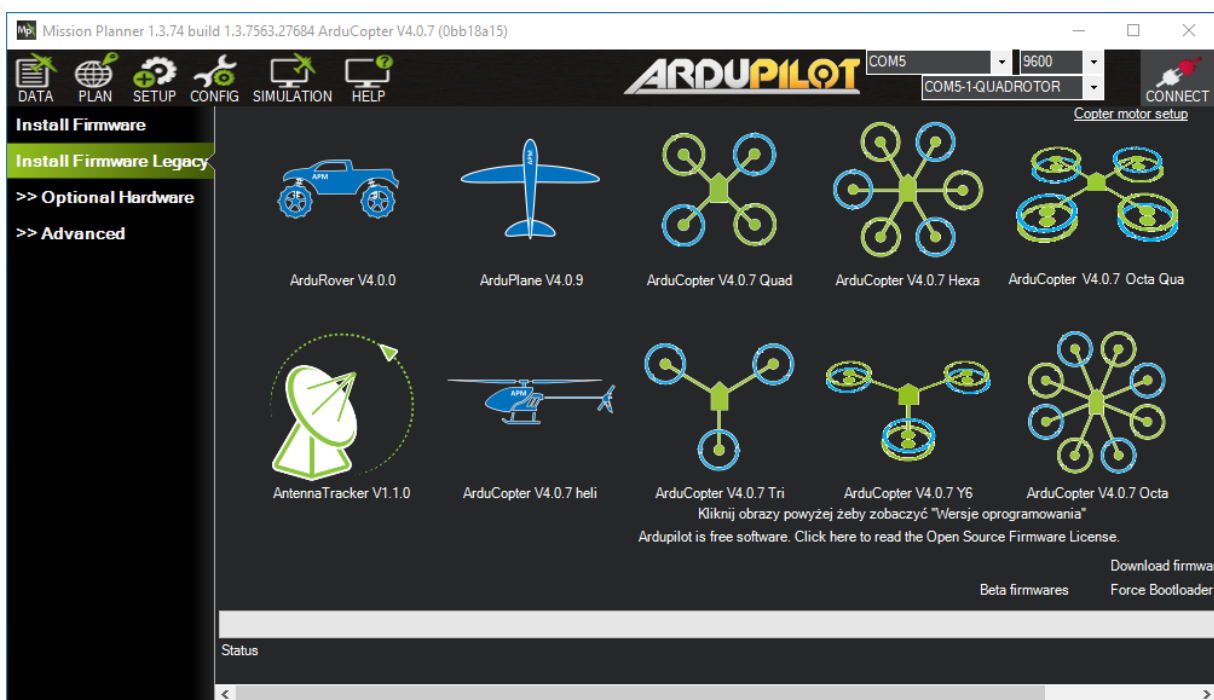 Mission Planner 1.3.74 build 1.3.7563.27684 ArduCopter V4.0.7 (0bb18a15)
DATA PLAN SETUP CONFIG SIMULATION HELP
ARDUPILOT
COM5 9600
COM5-1-QUADROTOR
CONNECT
Install Firmware
Install Firmware Legacy
>> Optional Hardware
>> Advanced
Copter motor setup
APM
APM
ArduRover V4.0.0
ArduPlane V4.0.9
ArduCopter V4.0.7 Quad
ArduCopter V4.0.7 Hexa
ArduCopter V4.0.7 Octa Qua
APM
AntennaTracker V1.1.0
ArduCopter V4.0.7 heli
ArduCopter V4.0.7 Tri
ArduCopter V4.0.7 Y6
ArduCopter V4.0.7 Octa
Kliknij obrazy powyżej żeby zobaczyć "Wersje oprogramowania"
Ardupilot is free software. Click here to read the Open Source Firmware License.
Download firmwa
Beta firmwares
Force Bootloader
Status